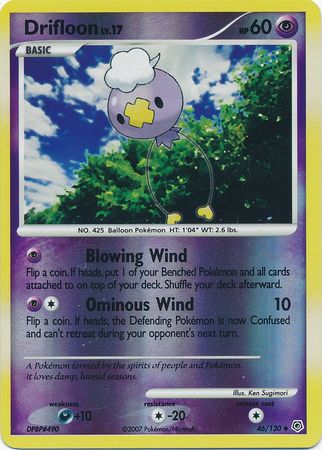 Drifloon LV.17 HP 60
BASIC
NO. 425 Balloon Pokémon HT: 1'04" WT: 2.6 lbs.
Blowing Wind
Flip a coin. If heads, put 1 of your Benched Pokémon and all cards
attached to on top of your deck. Shuffle your deck afterward.
Ominous Wind 10
Flip a coin. If heads, the Defending Pokémon is now Confused
and can't retreat during your opponent's next turn.
A Pokémon formed by the spirits of people and Pokémon.
It loves damp, humid seasons.
Illus. Ken Sugimori
weakness resistance retreat cost
+10 -20
DPBP#490 ©2007 Pokémon/Nintendo 46/130